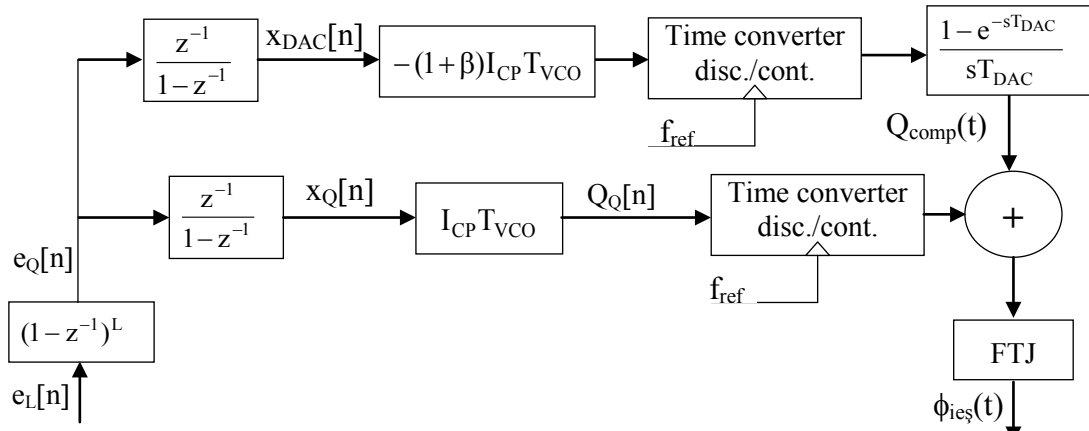 z⁻¹
1-z⁻¹
x_DAC[n]
-(1+β)I_CP T_VCO
Time converter
disc./cont.
f_ref
1-e^(-sT_DAC)
sT_DAC
Q_comp(t)
z⁻¹
1-z⁻¹
x_Q[n]
I_CP T_VCO
Q_Q[n]
Time converter
disc./cont.
f_ref
+
e_Q[n]
(1-z⁻¹)^L
e_L[n]
FTJ
ϕ_ieş(t)